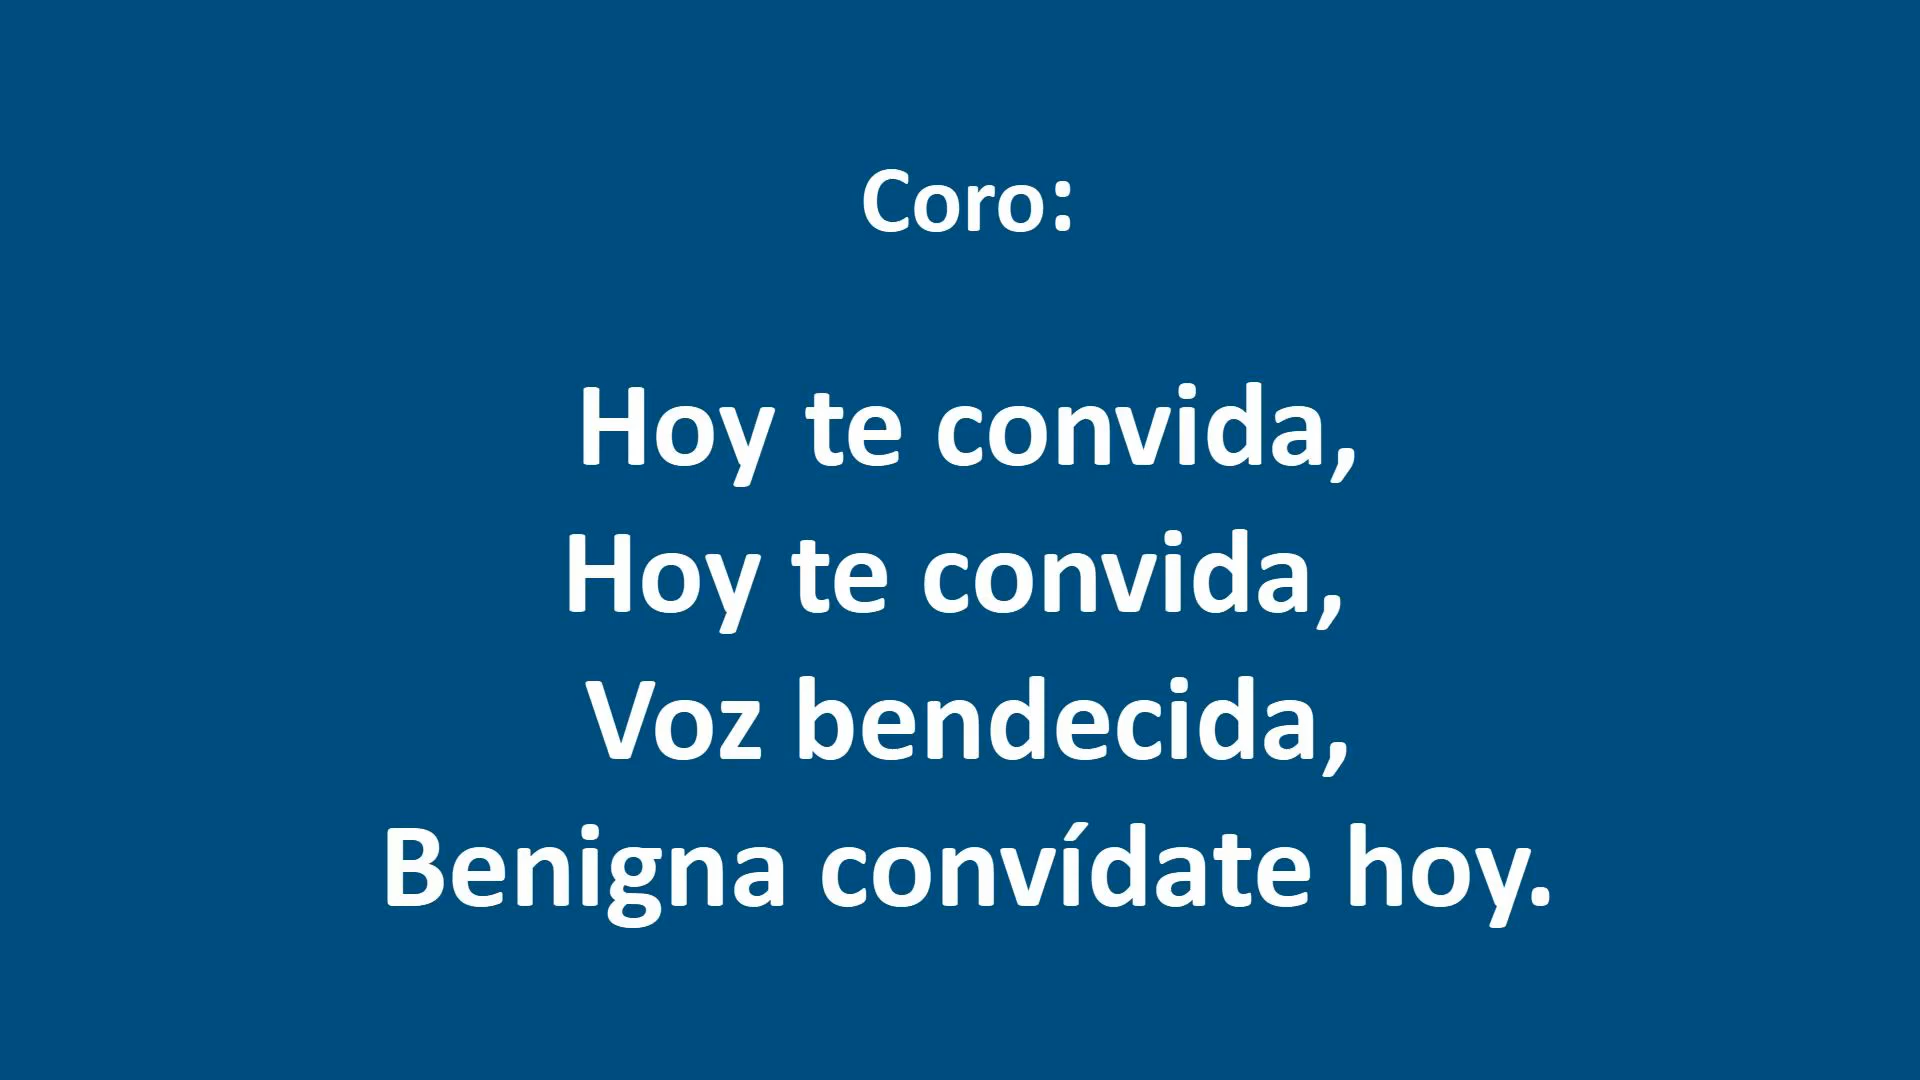 Coro:
Hoy te convida,
Hoy te convida,
Voz bendecida,
Benigna convídate hoy.